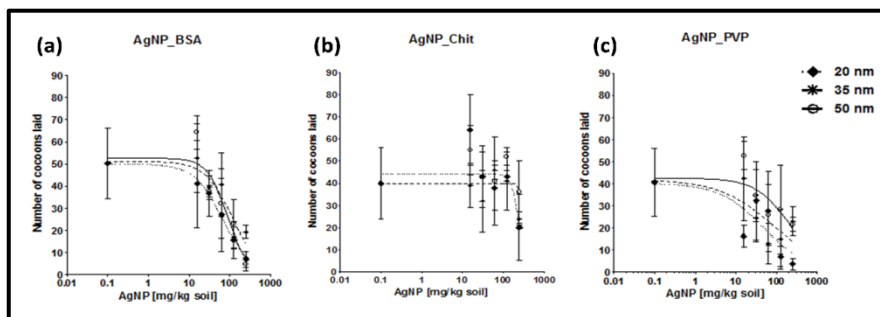 (a) AgNP_BSA
(b) AgNP_Chit
(c) AgNP_PVP
20 nm
35 nm
50 nm
Number of cocoons laid
90
80
70
60
50
40
30
20
10
0
0.01 0.1 1 10 100 1000
AgNP [mg/kg soil]
Number of cocoons laid
90
80
70
60
50
40
30
20
10
0
0.01 0.1 1 10 100 1000
AgNP [mg/kg soil]
Number of cocoons laid
90
80
70
60
50
40
30
20
10
0
0.01 0.1 1 10 100 1000
AgNP [mg/kg soil]